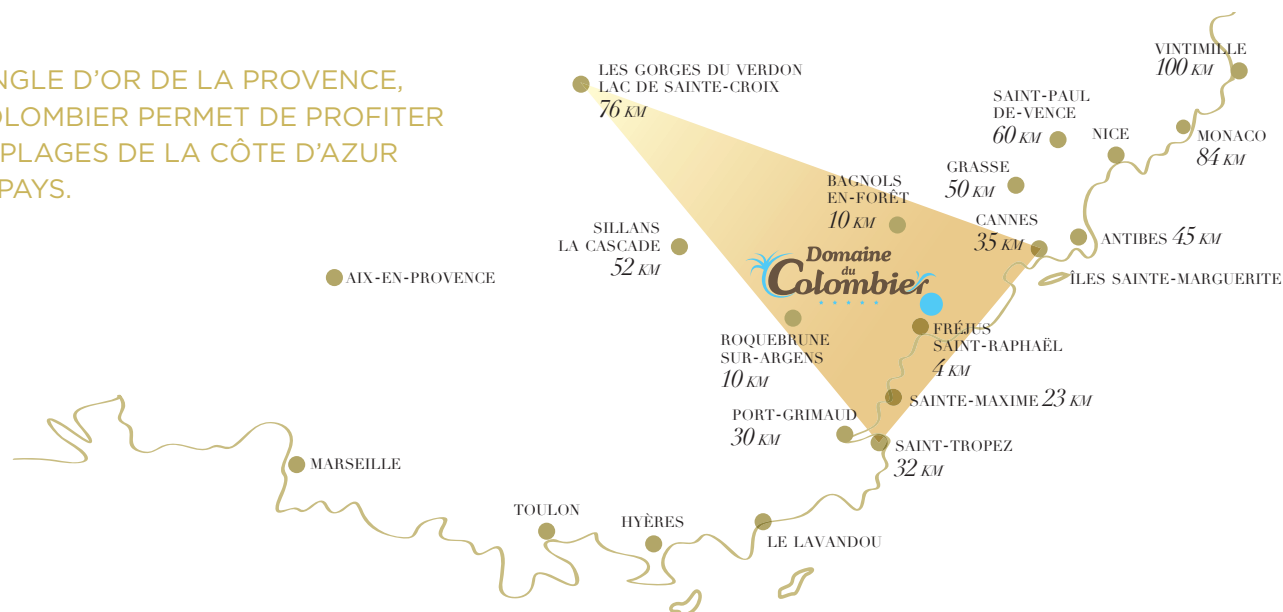 NGLE D'OR DE LA PROVENCE,
OLOMBIER PERMET DE PROFITER
PLAGES DE LA CÔTE D'AZUR
PAYS.
LES GORGES DU VERDON
LAC DE SAINTE-CROIX
76 KM
VINTIMILLE
100 KM
SAINT-PAUL
DE-VENCE
60 KM
NICE
MONACO
84 KM
GRASSE
50 KM
BAGNOLS
EN-FORÊT
10 KM
CANNES
35 KM
ANTIBES 45 KM
SILLANS
LA CASCADE
52 KM
AIX-EN-PROVENCE
Domaine
du
Colombier
ÎLES SAINTE-MARGUERITE
FRÉJUS
SAINT-RAPHAËL
4 KM
ROQUEBRUNE
SUR-ARGENS
10 KM
SAINTE-MAXIME 23 KM
PORT-GRIMAUD
30 KM
SAINT-TROPEZ
32 KM
MARSEILLE
TOULON
HYÈRES
LE LAVANDOU